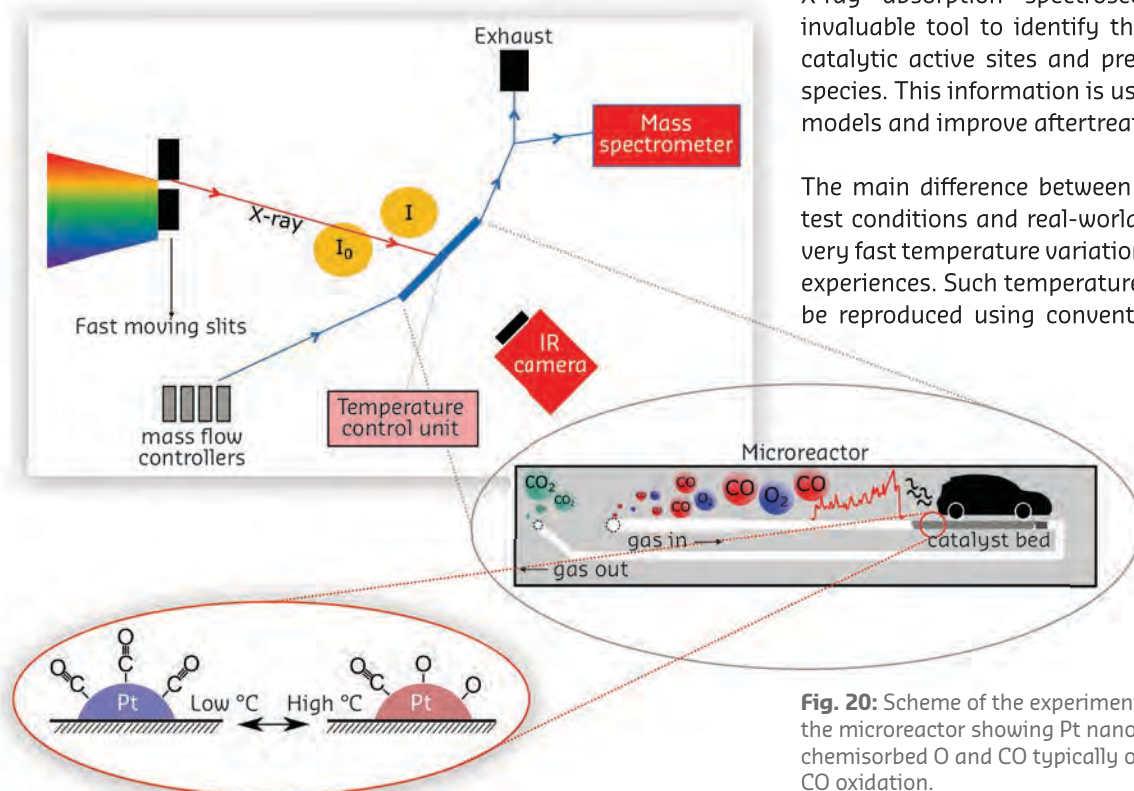 Exhaust
Mass
spectrometer
X-ray
I
I₀
Fast moving slits
IR
camera
Temperature
control unit
mass flow
controllers
Microreactor
CO₂
CO₂
CO
CO
CO
O₂
CO
O₂
CO
gas in
catalyst bed
gas out
O
C
O
C
O
C
Pt
Low °C
High °C
O
C
O
O
Pt
invaluable tool to identify th
catalytic active sites and pre
species. This information is us
models and improve aftertreat
The main difference between
test conditions and real-world
very fast temperature variation
experiences. Such temperature
be reproduced using convent
Fig. 20: Scheme of the experiment
the microreactor showing Pt nano
chemisorbed O and CO typically o
CO oxidation.